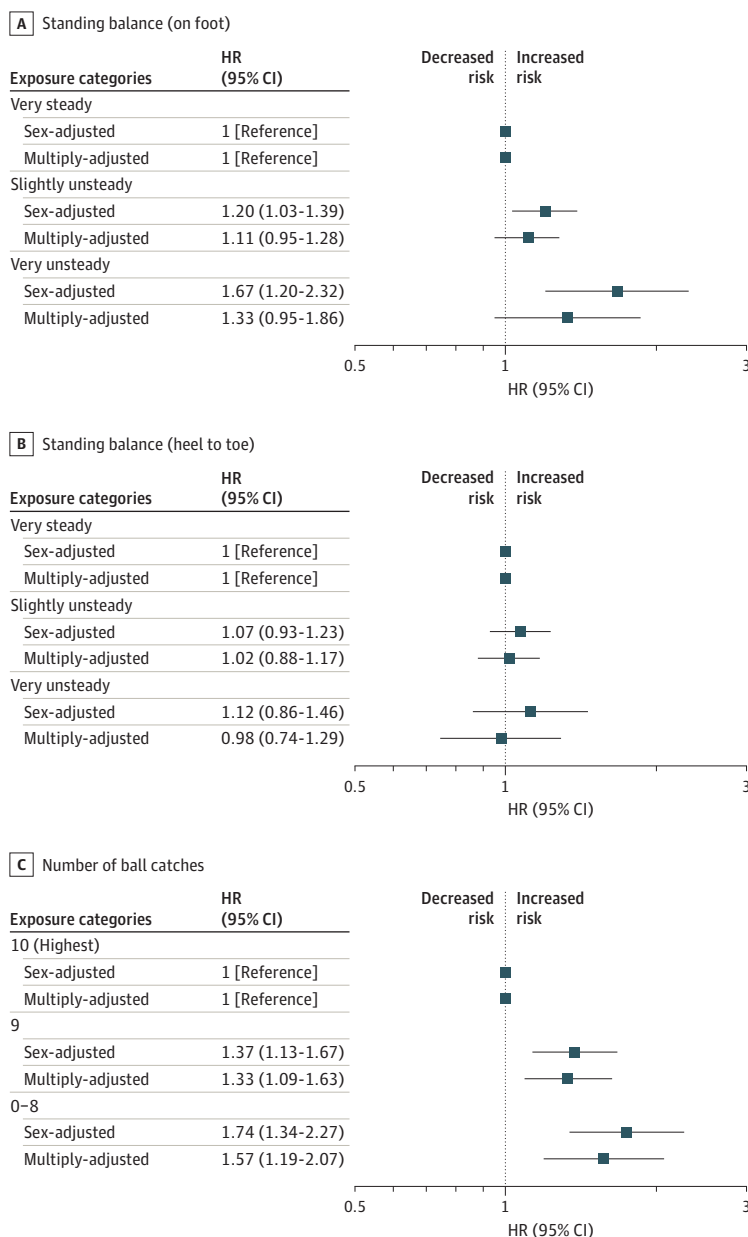 A Standing balance (on foot)
Exposure categories HR (95% CI) Decreased risk Increased risk
Very steady
Sex-adjusted 1 [Reference]
Multiply-adjusted 1 [Reference]
Slightly unsteady
Sex-adjusted 1.20 (1.03-1.39)
Multiply-adjusted 1.11 (0.95-1.28)
Very unsteady
Sex-adjusted 1.67 (1.20-2.32)
Multiply-adjusted 1.33 (0.95-1.86)
0.5 1 3
HR (95% CI)
B Standing balance (heel to toe)
Exposure categories HR (95% CI) Decreased risk Increased risk
Very steady
Sex-adjusted 1 [Reference]
Multiply-adjusted 1 [Reference]
Slightly unsteady
Sex-adjusted 1.07 (0.93-1.23)
Multiply-adjusted 1.02 (0.88-1.17)
Very unsteady
Sex-adjusted 1.12 (0.86-1.46)
Multiply-adjusted 0.98 (0.74-1.29)
0.5 1 3
HR (95% CI)
C Number of ball catches
Exposure categories HR (95% CI) Decreased risk Increased risk
10 (Highest)
Sex-adjusted 1 [Reference]
Multiply-adjusted 1 [Reference]
9
Sex-adjusted 1.37 (1.13-1.67)
Multiply-adjusted 1.33 (1.09-1.63)
0–8
Sex-adjusted 1.74 (1.34-2.27)
Multiply-adjusted 1.57 (1.19-2.07)
0.5 1 3
HR (95% CI)